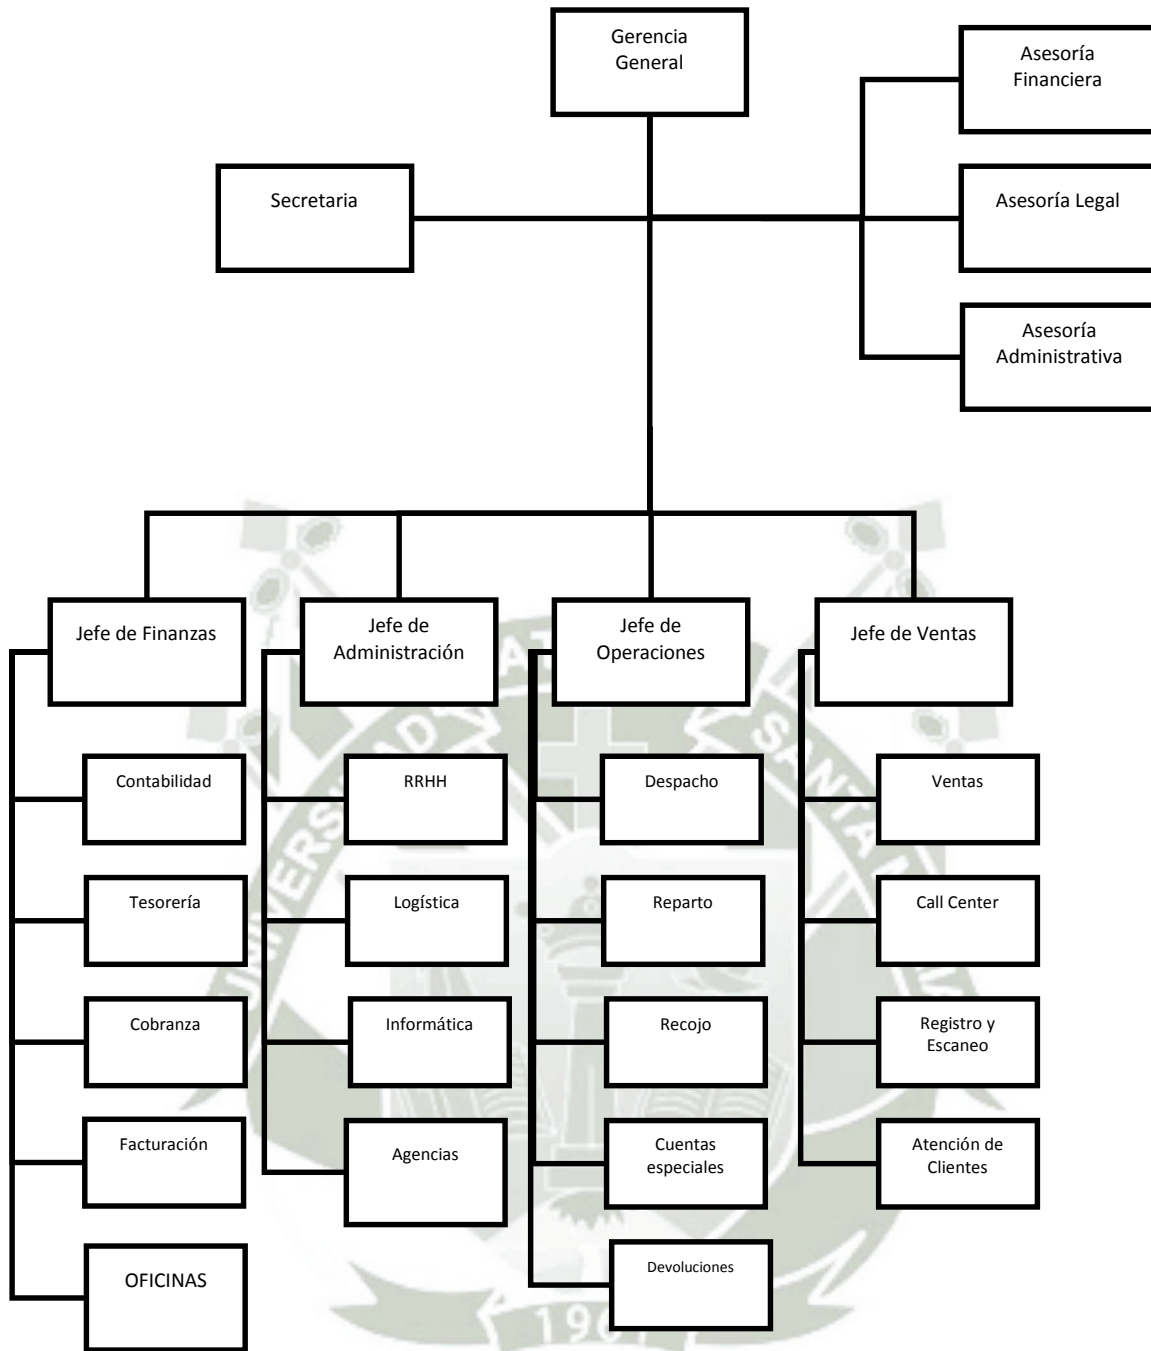 Gerencia
General
Asesoría
Financiera
Secretaria
Asesoría Legal
Asesoría
Administrativa
Jefe de Finanzas
Jefe de
Administración
Jefe de
Operaciones
Jefe de Ventas
Contabilidad
RRHH
Despacho
Ventas
Tesorería
Logística
Reparto
Call Center
Cobranza
Informática
Recojo
Registro y
Escaneo
Facturación
Agencias
Cuentas
especiales
Atención de
Clientes
OFICINAS
Devoluciones
UNIVERSIDAD
SANTA